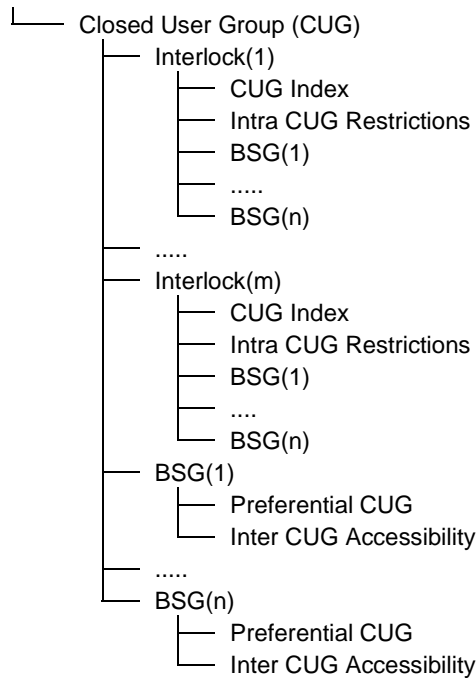 Closed User Group (CUG)
Interlock(1)
CUG Index
Intra CUG Restrictions
BSG(1)
.....
BSG(n)
.....
Interlock(m)
CUG Index
Intra CUG Restrictions
BSG(1)
....
BSG(n)
BSG(1)
Preferential CUG
Inter CUG Accessibility
.....
BSG(n)
Preferential CUG
Inter CUG Accessibility